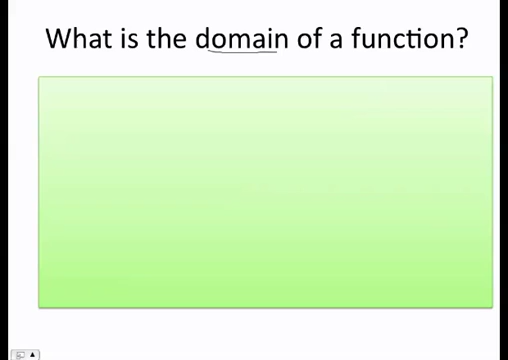 What is the domain of a function?